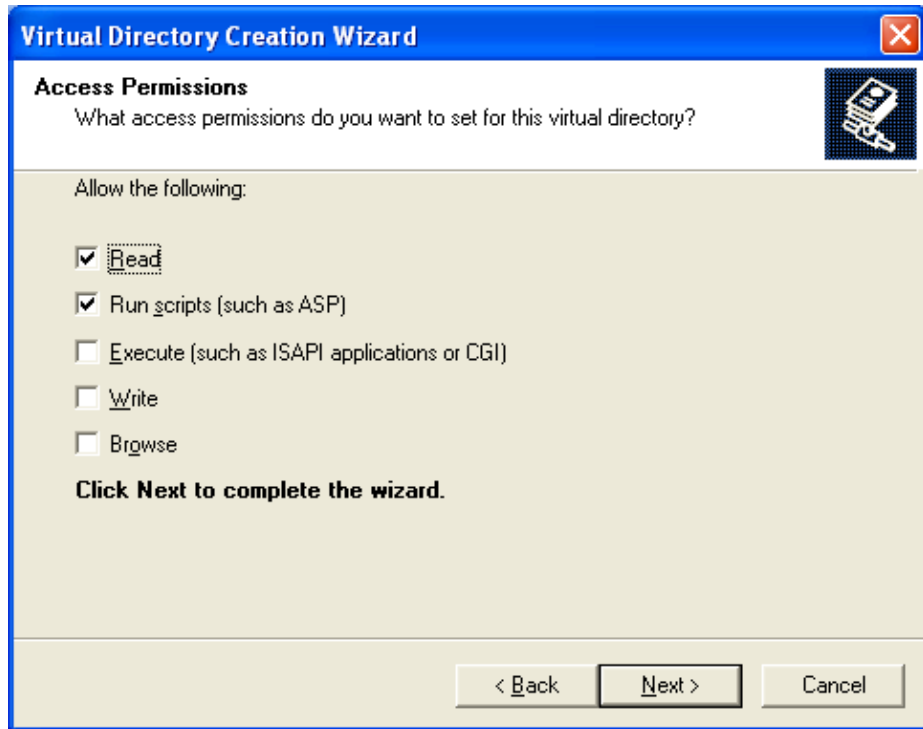 Virtual Directory Creation Wizard
Access Permissions
What access permissions do you want to set for this virtual directory?
Allow the following:
Read
Run scripts (such as ASP)
Execute (such as ISAPI applications or CGI)
Write
Browse
Click Next to complete the wizard.
< Back Next > Cancel